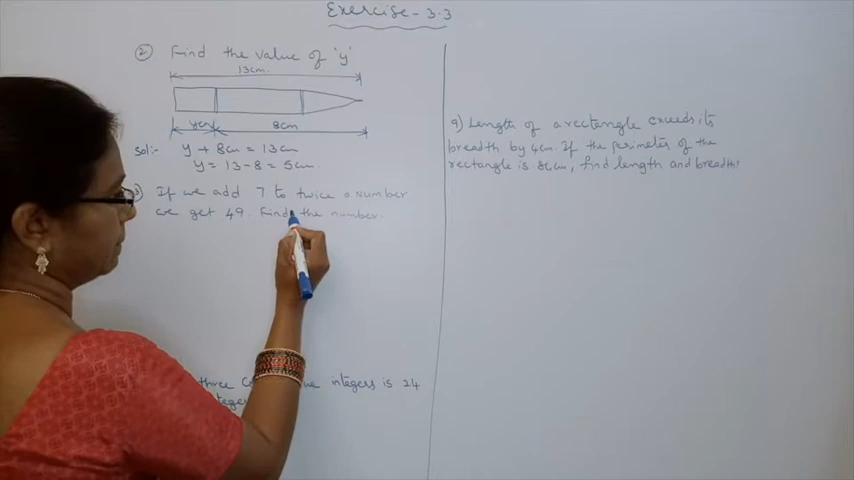 Exercise - 3.3
2 Find the value of 'y'
13cm.
ycm
8cm
Sol:- y + 8cm = 13cm
y = 13-8 = 5cm.
If we add 7 to twice a number
we get 49. Find the number.
three
integers is 24
9) Length of a rectangle exceeds its
breadth by 4cm. If the perimeter of the
rectangle is 84cm, find length and breadth?